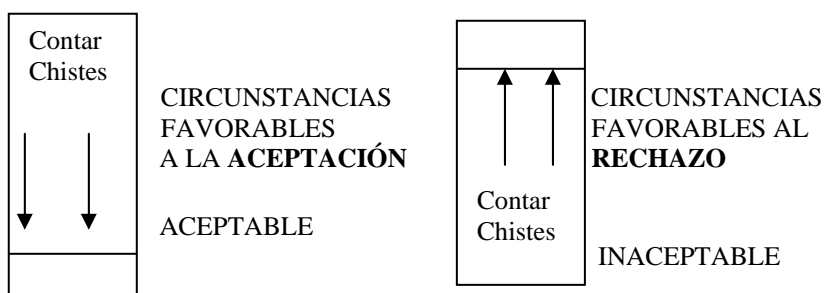 Contar
Chistes
CIRCUNSTANCIAS
FAVORABLES
A LA ACEPTACIÓN
ACEPTABLE
CIRCUNSTANCIAS
FAVORABLES AL
RECHAZO
Contar
Chistes
INACEPTABLE